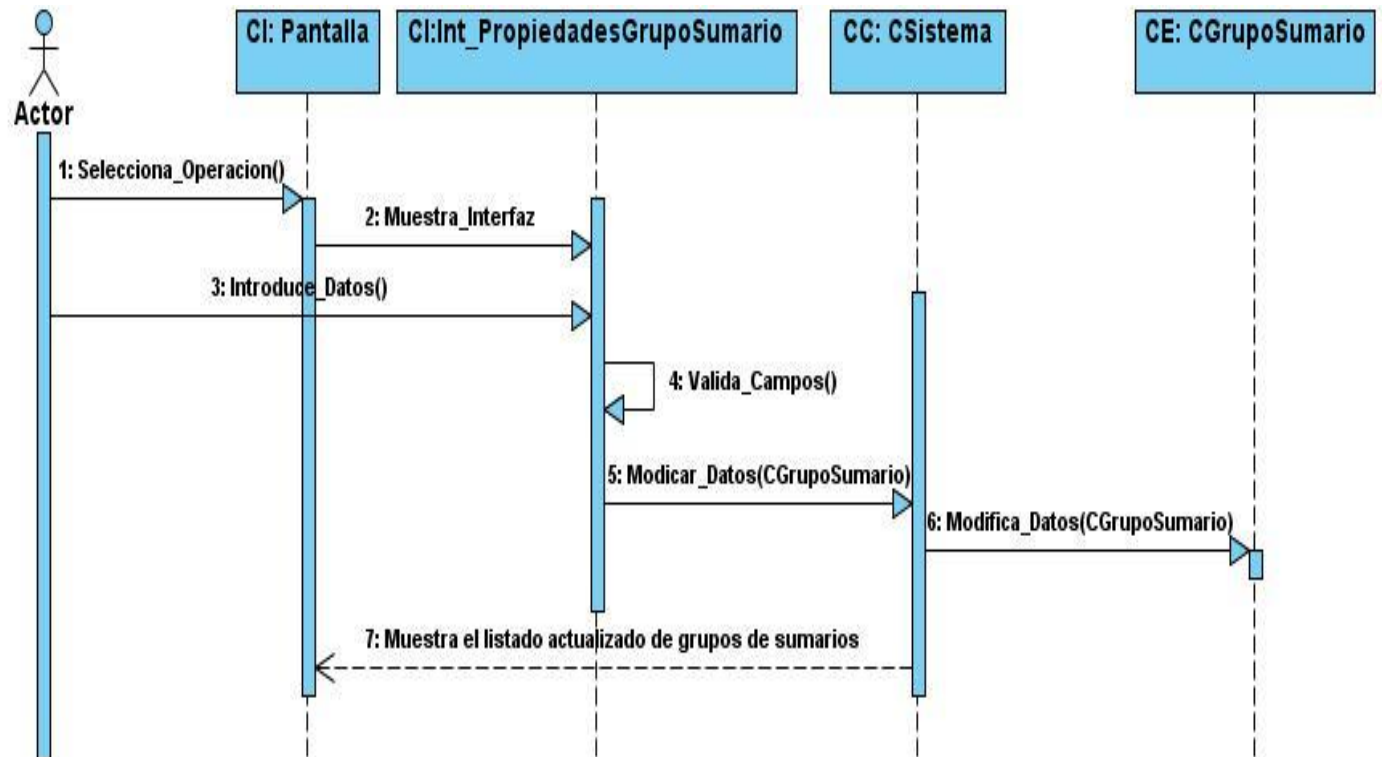 CI: Pantalla
CI:Int_PropiedadesGrupoSumario
CC: CSistema
CE: CGrupoSumario
Actor
1: Selecciona_Operacion()
2: Muestra_Interfaz
3: Introduce_Datos()
4: Valida_Campos()
5: Modicar_Datos(CGrupoSumario)
6: Modifica_Datos(CGrupoSumario)
7: Muestra el listado actualizado de grupos de sumarios